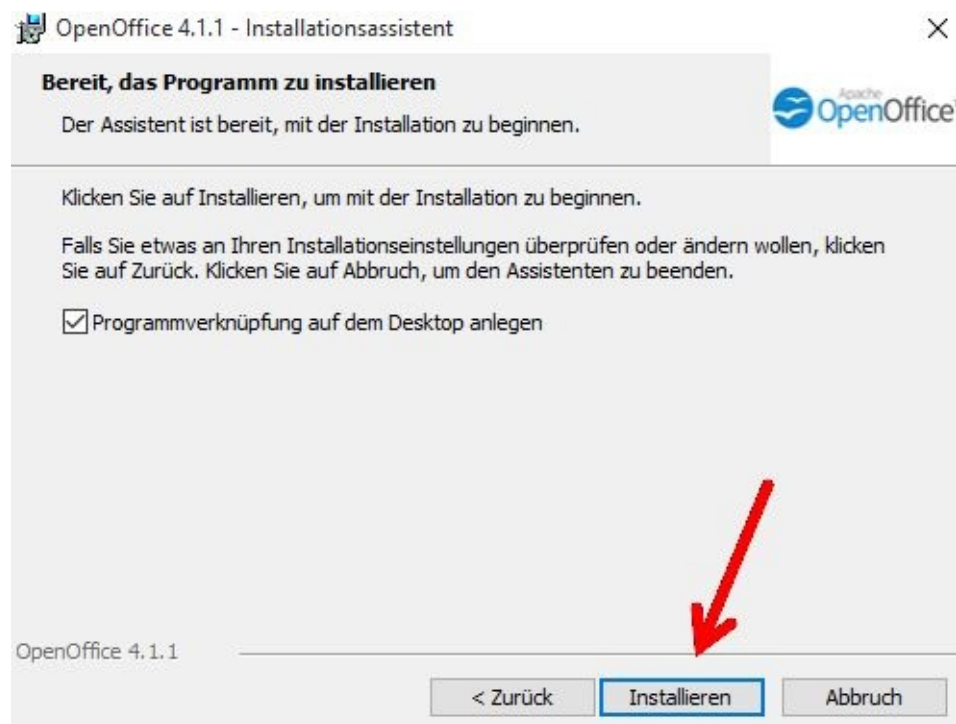 OpenOffice 4.1.1 - Installationsassistent
Bereit, das Programm zu installieren
Der Assistent ist bereit, mit der Installation zu beginnen.
Apache
OpenOffice
Klicken Sie auf Installieren, um mit der Installation zu beginnen.
Falls Sie etwas an Ihren Installationseinstellungen überprüfen oder ändern wollen, klicken
Sie auf Zurück. Klicken Sie auf Abbruch, um den Assistenten zu beenden.
Programmverknüpfung auf dem Desktop anlegen
OpenOffice 4.1.1
< Zurück
Installieren
Abbruch